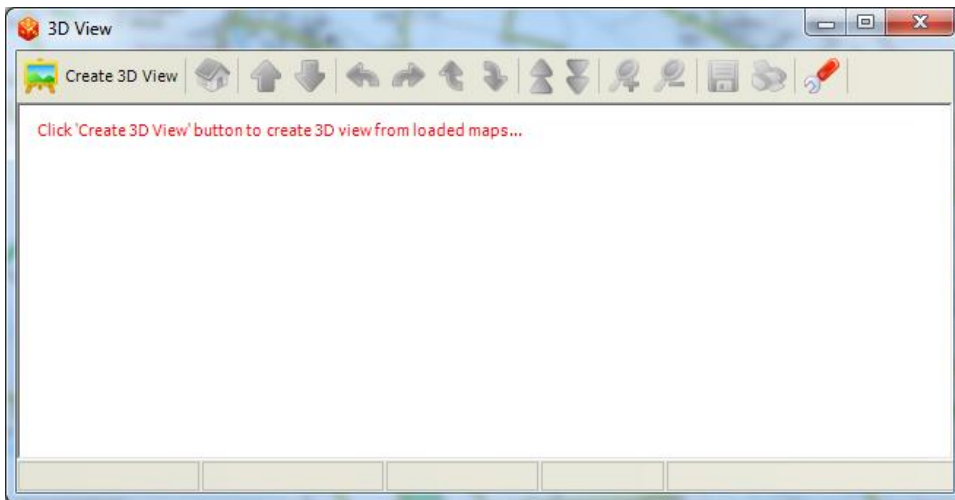 3D View
Create 3D View
Click 'Create 3D View' button to create 3D view from loaded maps...